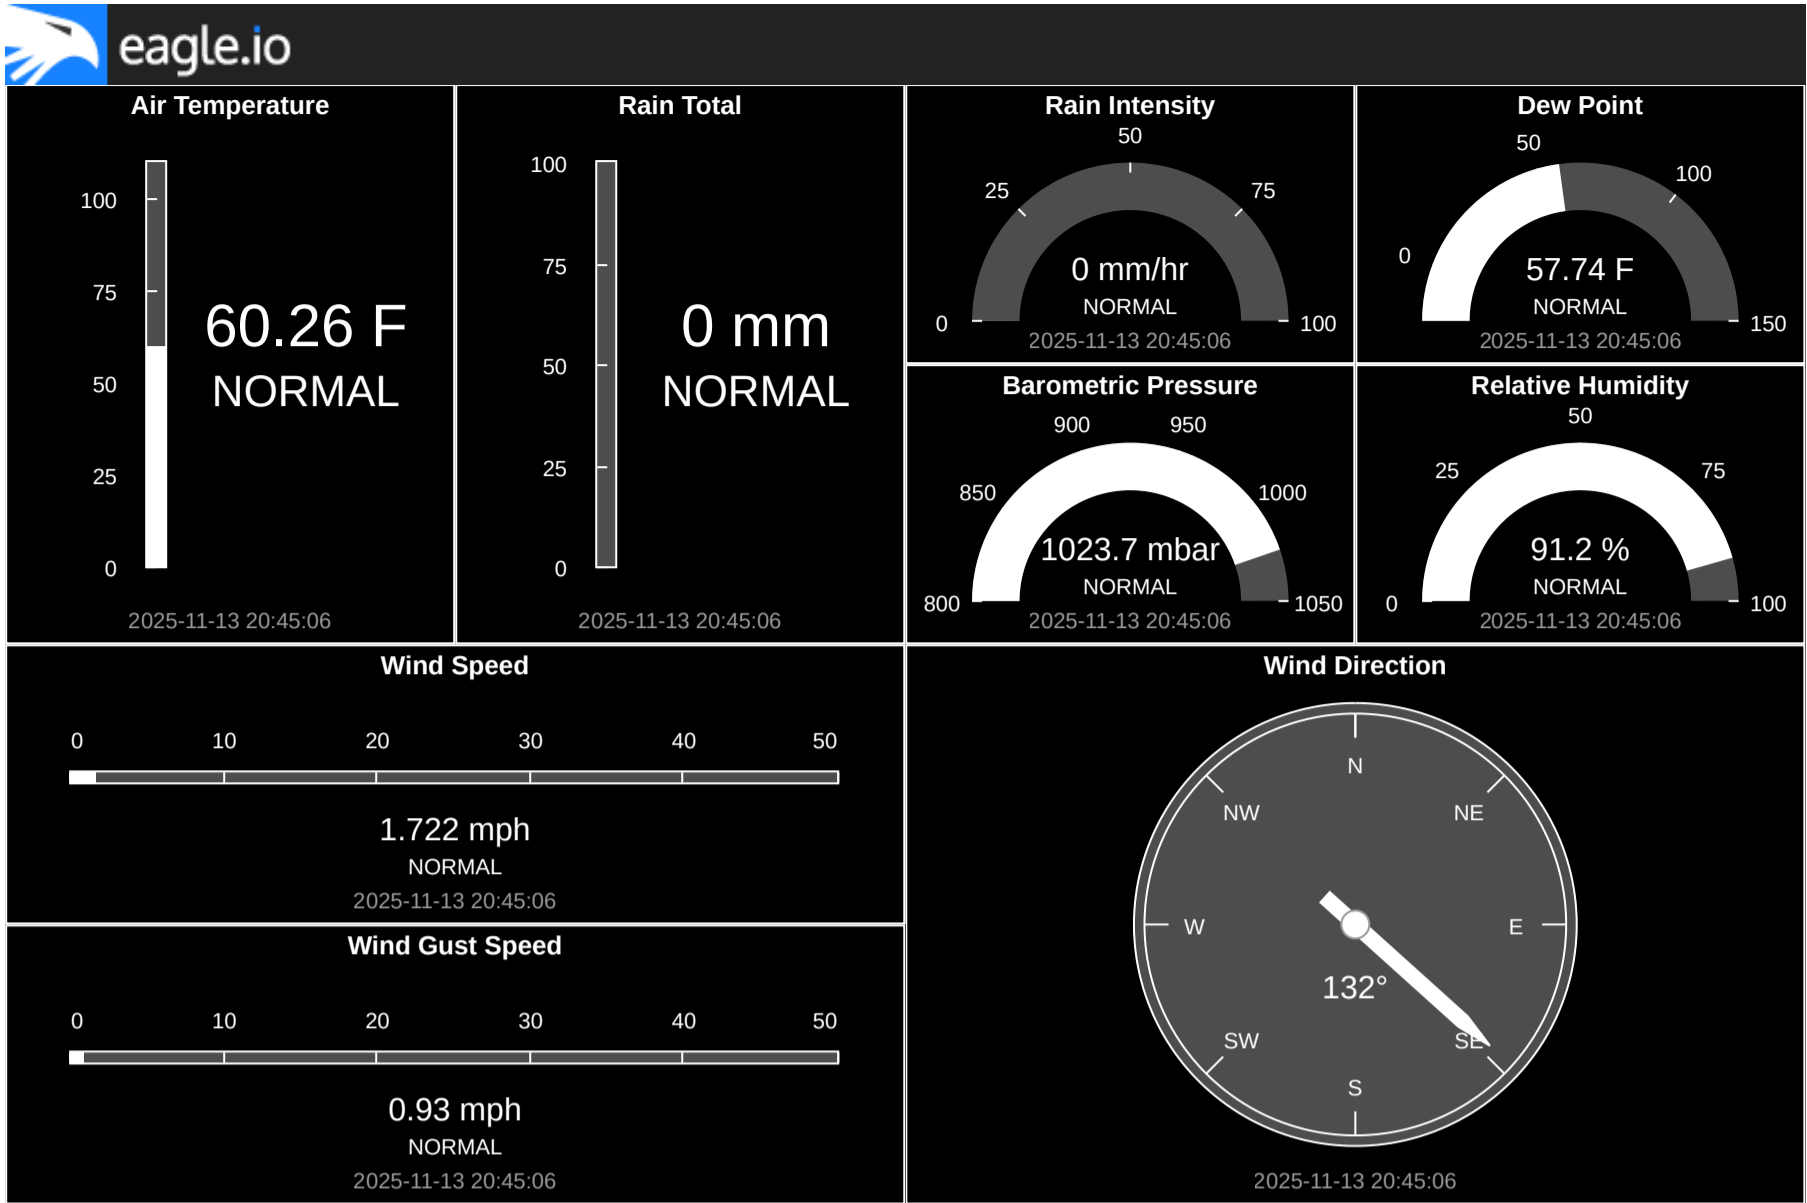 eagle.io
Air Temperature
100
75
50
25
0
60.26 F
NORMAL
2025-11-13 20:45:06
Rain Total
100
75
50
25
0
0 mm
NORMAL
2025-11-13 20:45:06
Rain Intensity
50
25
75
0
100
0 mm/hr
NORMAL
2025-11-13 20:45:06
Dew Point
50
100
0
150
57.74 F
NORMAL
2025-11-13 20:45:06
Barometric Pressure
900
950
850
1000
800
1050
1023.7 mbar
NORMAL
2025-11-13 20:45:06
Relative Humidity
50
25
75
0
100
91.2 %
NORMAL
2025-11-13 20:45:06
Wind Speed
0 10 20 30 40 50
1.722 mph
NORMAL
2025-11-13 20:45:06
Wind Gust Speed
0 10 20 30 40 50
0.93 mph
NORMAL
2025-11-13 20:45:06
Wind Direction
N
NW
NE
W
E
132°
SW
SE
S
2025-11-13 20:45:06